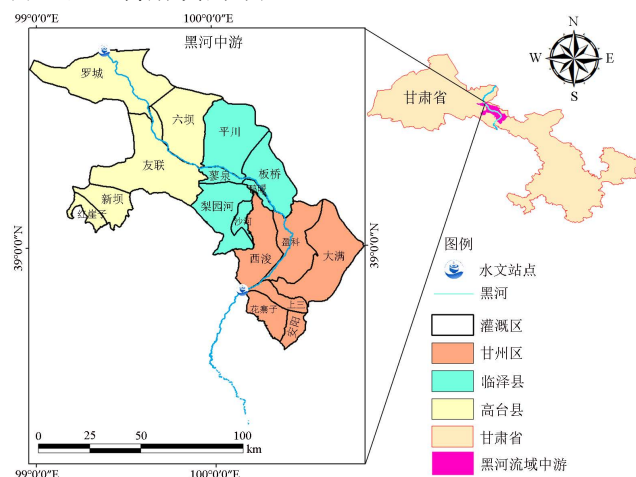 99°0′0″E
100°0′0″E
黑河中游
罗城
六坝
平川
友联
板桥
蓼泉
鸭暖
新坝
红崖子
梨园河
沙河
西浚
盈科
大满
花寨子
上三
安阳
39°0′0″N
39°0′0″N
0
25
50
100
km
99°0′0″E
100°0′0″E
甘肃省
N
W
E
S
图例
水文站点
黑河
灌溉区
甘州区
临泽县
高台县
甘肃省
黑河流域中游